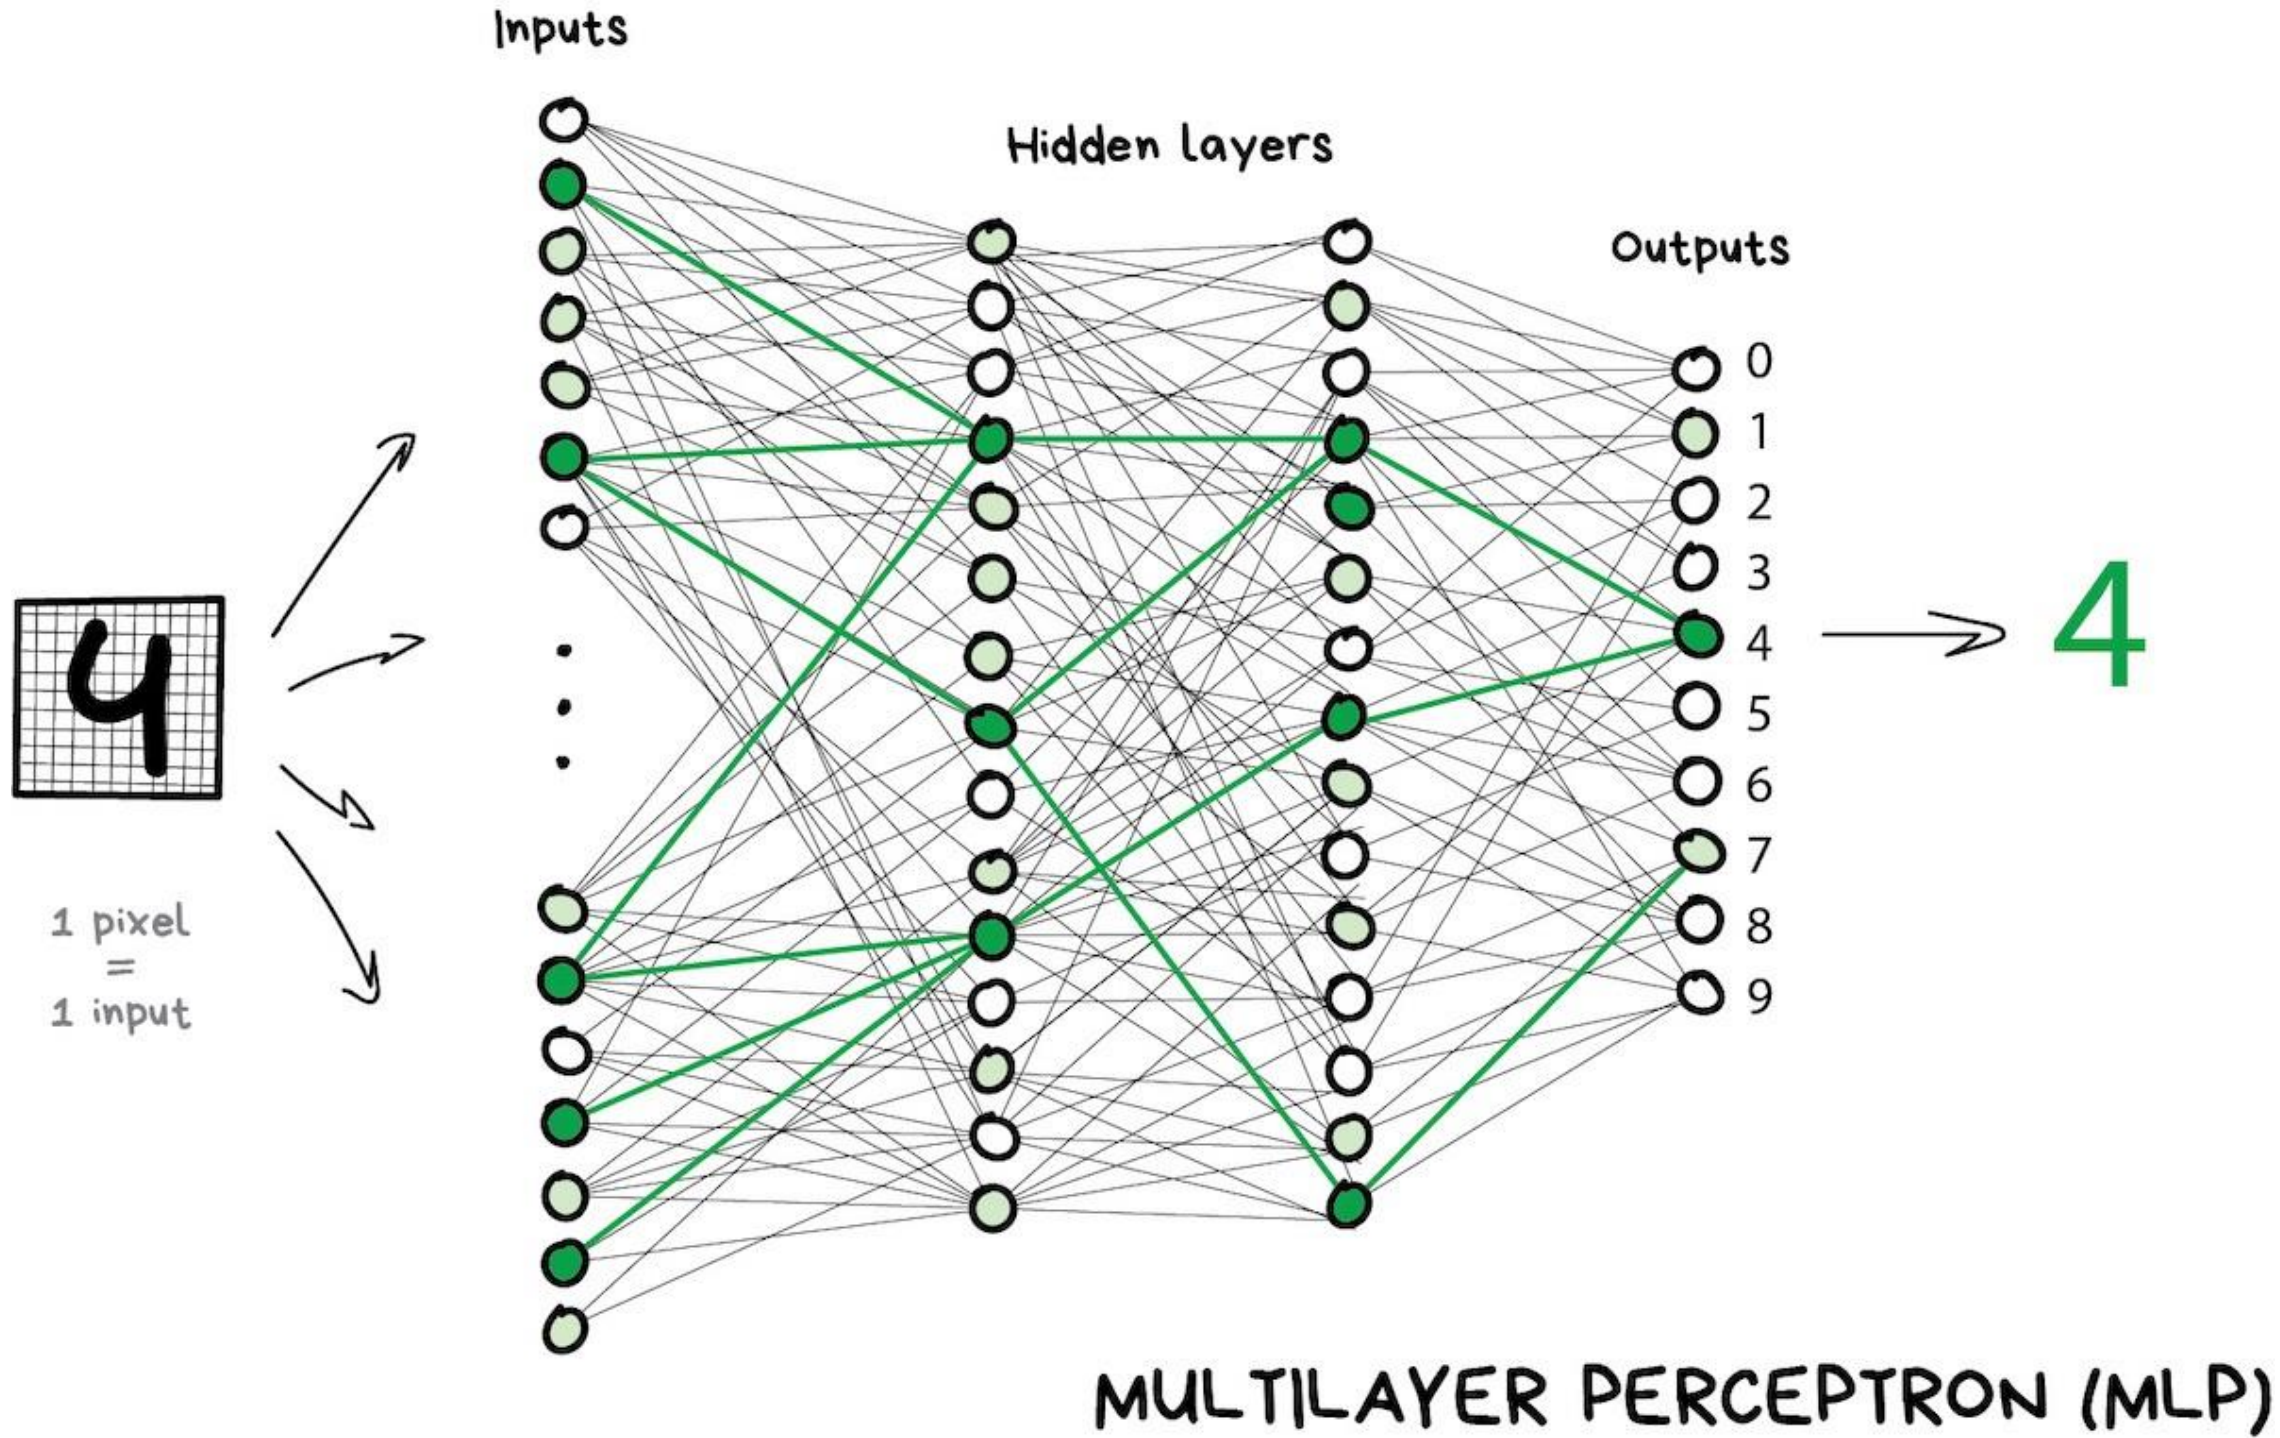 Inputs
Hidden layers
Outputs
0
1
2
3
4
5
6
7
8
9
4
4
1 pixel
=
1 input
MULTILAYER PERCEPTRON (MLP)